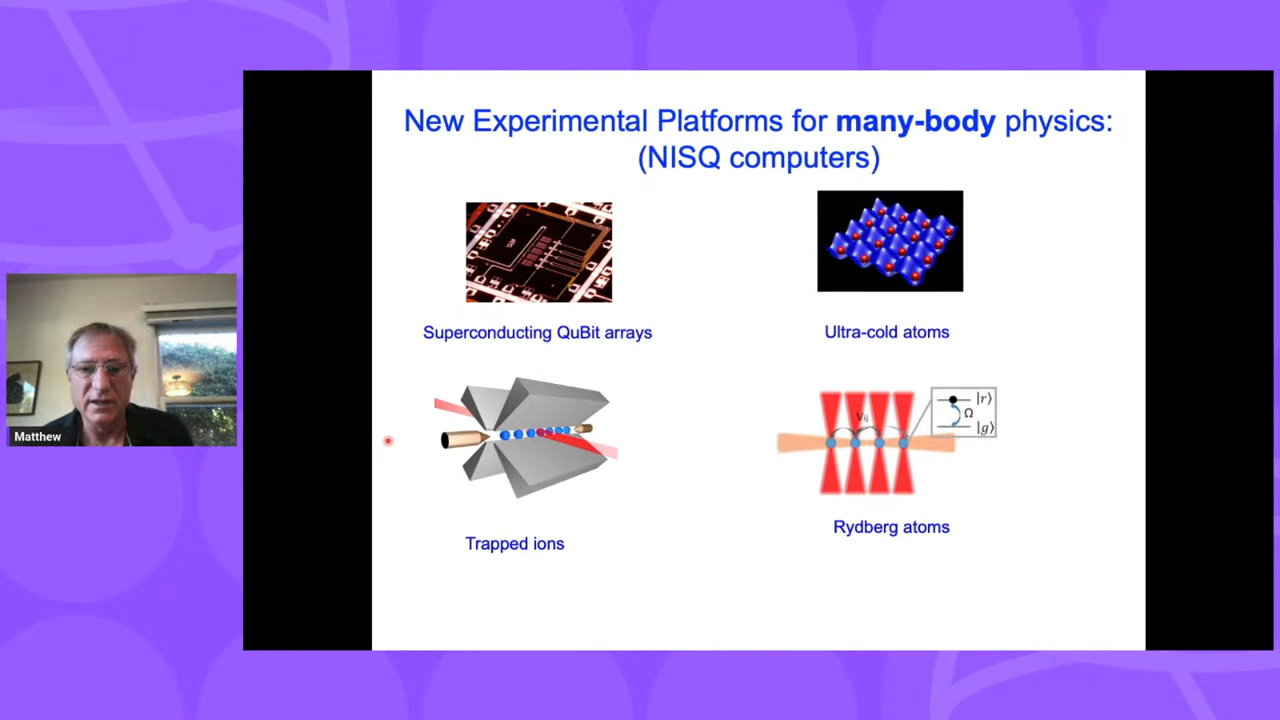 New Experimental Platforms for many-body physics:
(NISQ computers)
Superconducting QuBit arrays
Ultra-cold atoms
Vij
|r⟩
Ω
|g⟩
Trapped ions
Rydberg atoms
Matthew